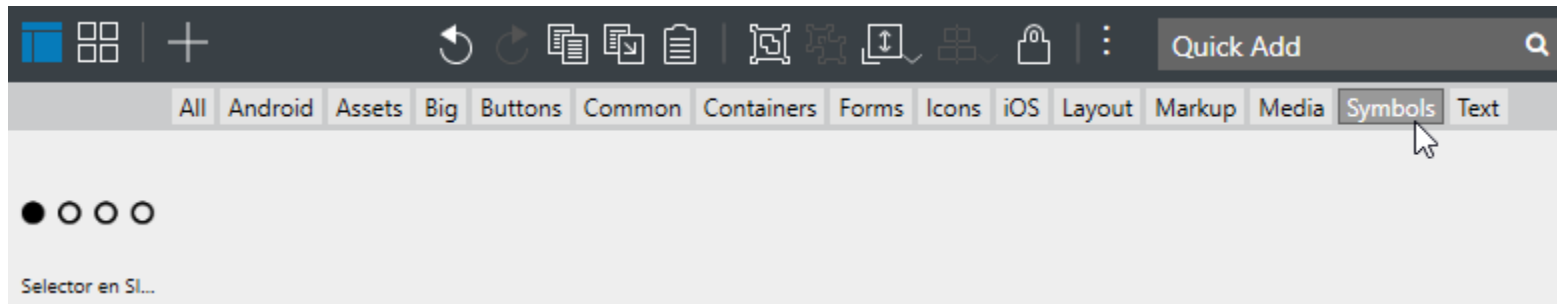 Quick Add
All Android Assets Big Buttons Common Containers Forms Icons iOS Layout Markup Media Symbols Text
Selector en Sl...